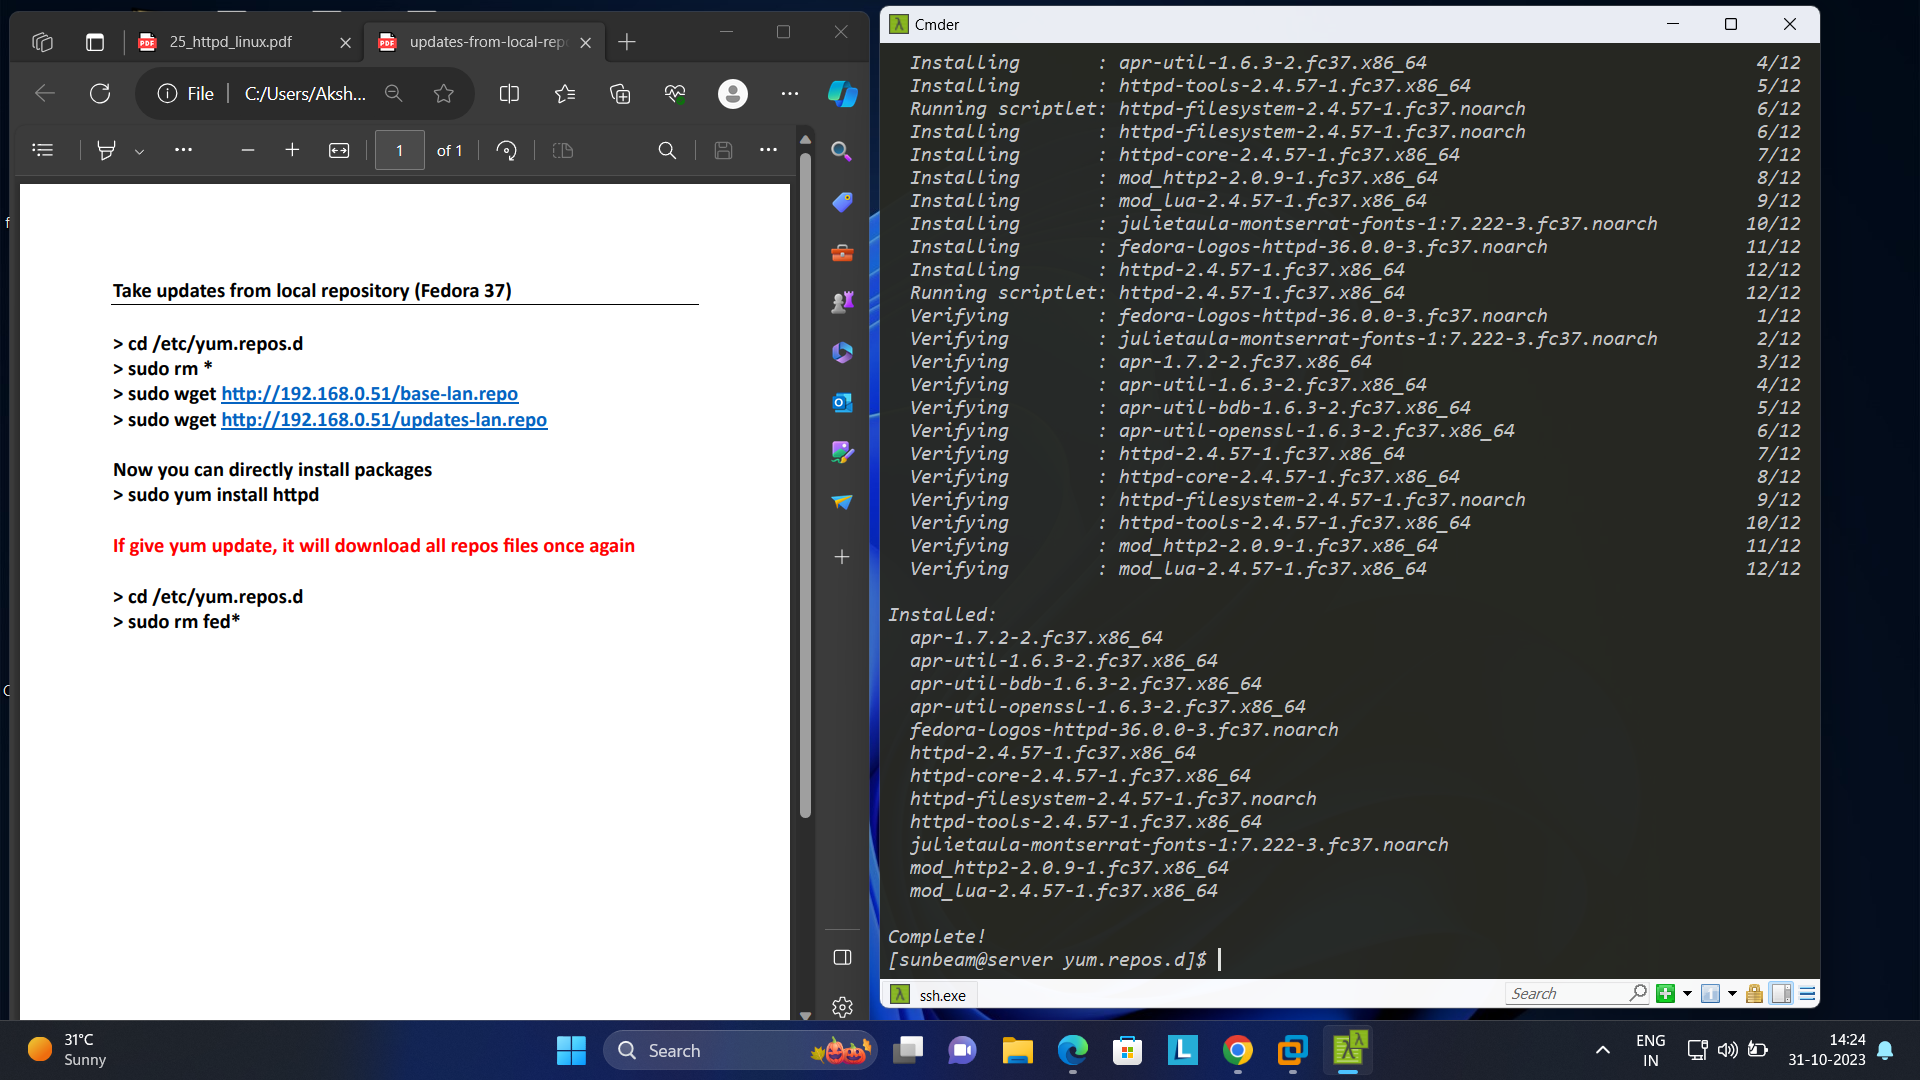 25_httpd_linux.pdf
updates-from-local-rep
File
C:/Users/Aksh...
1
of 1
Take updates from local repository (Fedora 37)
> cd /etc/yum.repos.d
> sudo rm *
> sudo wget http://192.168.0.51/base-lan.repo
> sudo wget http://192.168.0.51/updates-lan.repo
Now you can directly install packages
> sudo yum install httpd
If give yum update, it will download all repos files once again
> cd /etc/yum.repos.d
> sudo rm fed*
Cmder
Installing : apr-util-1.6.3-2.fc37.x86_64 4/12
Installing : httpd-tools-2.4.57-1.fc37.x86_64 5/12
Running scriptlet: httpd-filesystem-2.4.57-1.fc37.noarch 6/12
Installing : httpd-filesystem-2.4.57-1.fc37.noarch 6/12
Installing : httpd-core-2.4.57-1.fc37.x86_64 7/12
Installing : mod_http2-2.0.9-1.fc37.x86_64 8/12
Installing : mod_lua-2.4.57-1.fc37.x86_64 9/12
Installing : julietaula-montserrat-fonts-1:7.222-3.fc37.noarch 10/12
Installing : fedora-logos-httpd-36.0.0-3.fc37.noarch 11/12
Installing : httpd-2.4.57-1.fc37.x86_64 12/12
Running scriptlet: httpd-2.4.57-1.fc37.x86_64 12/12
Verifying : fedora-logos-httpd-36.0.0-3.fc37.noarch 1/12
Verifying : julietaula-montserrat-fonts-1:7.222-3.fc37.noarch 2/12
Verifying : apr-1.7.2-2.fc37.x86_64 3/12
Verifying : apr-util-1.6.3-2.fc37.x86_64 4/12
Verifying : apr-util-bdb-1.6.3-2.fc37.x86_64 5/12
Verifying : apr-util-openssl-1.6.3-2.fc37.x86_64 6/12
Verifying : httpd-2.4.57-1.fc37.x86_64 7/12
Verifying : httpd-core-2.4.57-1.fc37.x86_64 8/12
Verifying : httpd-filesystem-2.4.57-1.fc37.noarch 9/12
Verifying : httpd-tools-2.4.57-1.fc37.x86_64 10/12
Verifying : mod_http2-2.0.9-1.fc37.x86_64 11/12
Verifying : mod_lua-2.4.57-1.fc37.x86_64 12/12
Installed:
apr-1.7.2-2.fc37.x86_64
apr-util-1.6.3-2.fc37.x86_64
apr-util-bdb-1.6.3-2.fc37.x86_64
apr-util-openssl-1.6.3-2.fc37.x86_64
fedora-logos-httpd-36.0.0-3.fc37.noarch
httpd-2.4.57-1.fc37.x86_64
httpd-core-2.4.57-1.fc37.x86_64
httpd-filesystem-2.4.57-1.fc37.noarch
httpd-tools-2.4.57-1.fc37.x86_64
julietaula-montserrat-fonts-1:7.222-3.fc37.noarch
mod_http2-2.0.9-1.fc37.x86_64
mod_lua-2.4.57-1.fc37.x86_64
Complete!
[sunbeam@server yum.repos.d]$
ssh.exe
Search
31°C
Sunny
Search
ENG
IN
14:24
31-10-2023